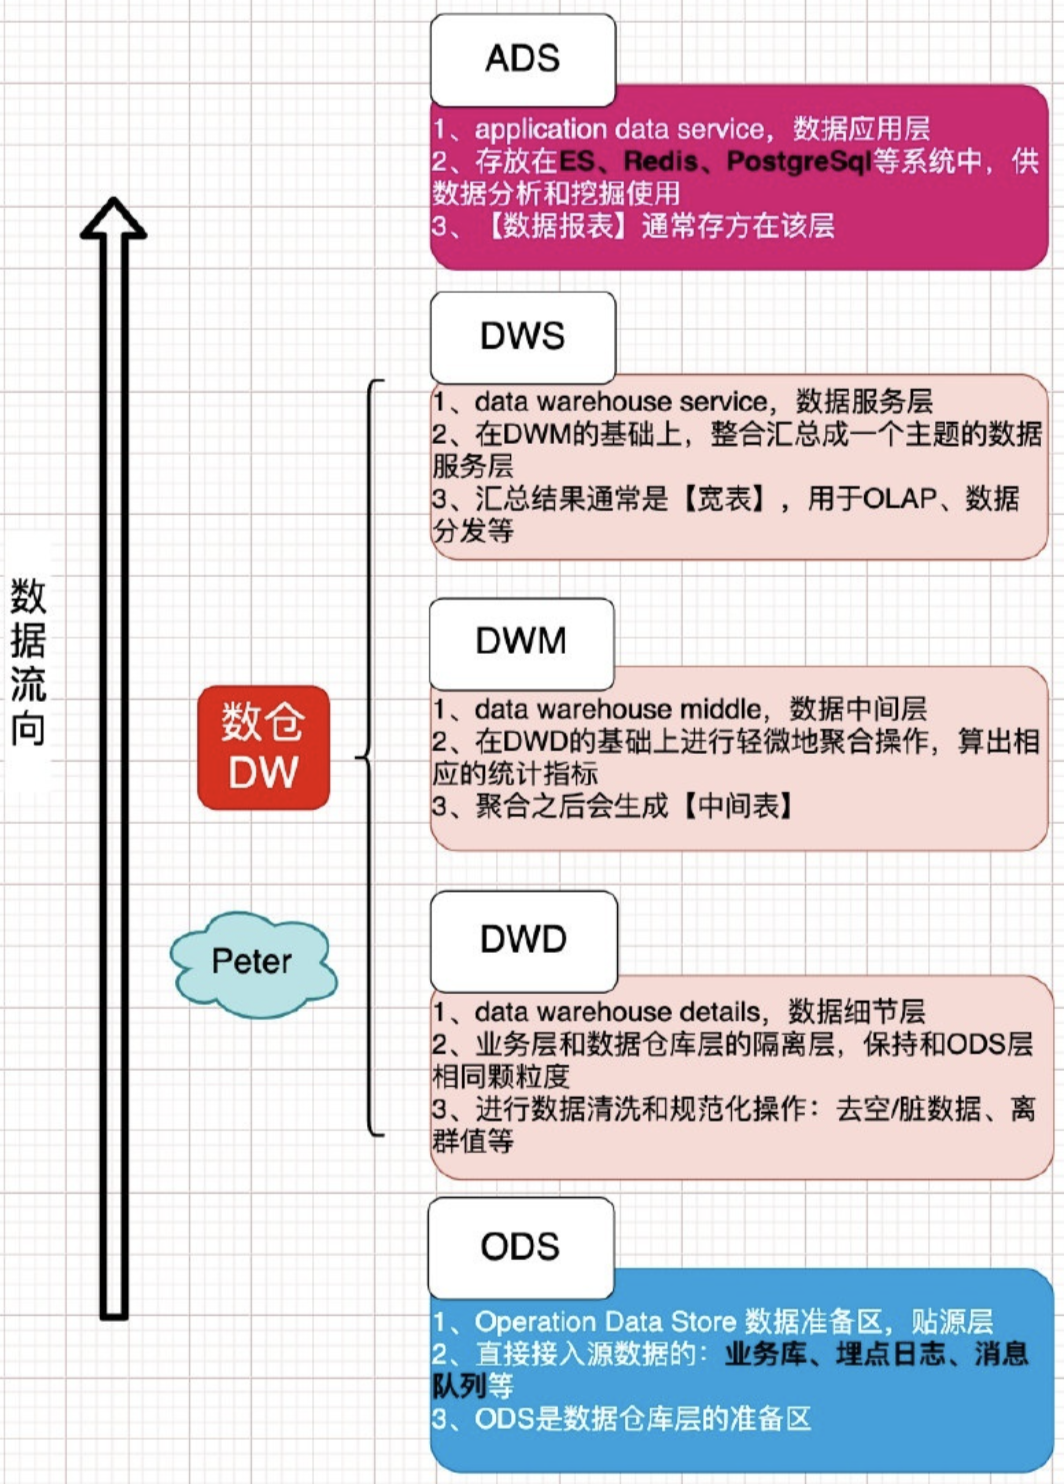 ADS
1、application data service，数据应用层
2、存放在ES、Redis、PostgreSql等系统中，供
数据分析和挖掘使用
3、【数据报表】通常存方在该层
DWS
1、data warehouse service，数据服务层
2、在DWM的基础上，整合汇总成一个主题的数据
服务层
3、汇总结果通常是【宽表】，用于OLAP、数据
分发等
数据流向
DWM
1、data warehouse middle，数据中间层
2、在DWD的基础上进行轻微地聚合操作，算出相
应的统计指标
3、聚合之后会生成【中间表】
数仓
DW
Peter
DWD
1、data warehouse details，数据细节层
2、业务层和数据仓库层的隔离层，保持和ODS层
相同颗粒度
3、进行数据清洗和规范化操作：去空/脏数据、离
群值等
ODS
1、Operation Data Store 数据准备区，贴源层
2、直接接入源数据的：业务库、埋点日志、消息
队列等
3、ODS是数据仓库层的准备区